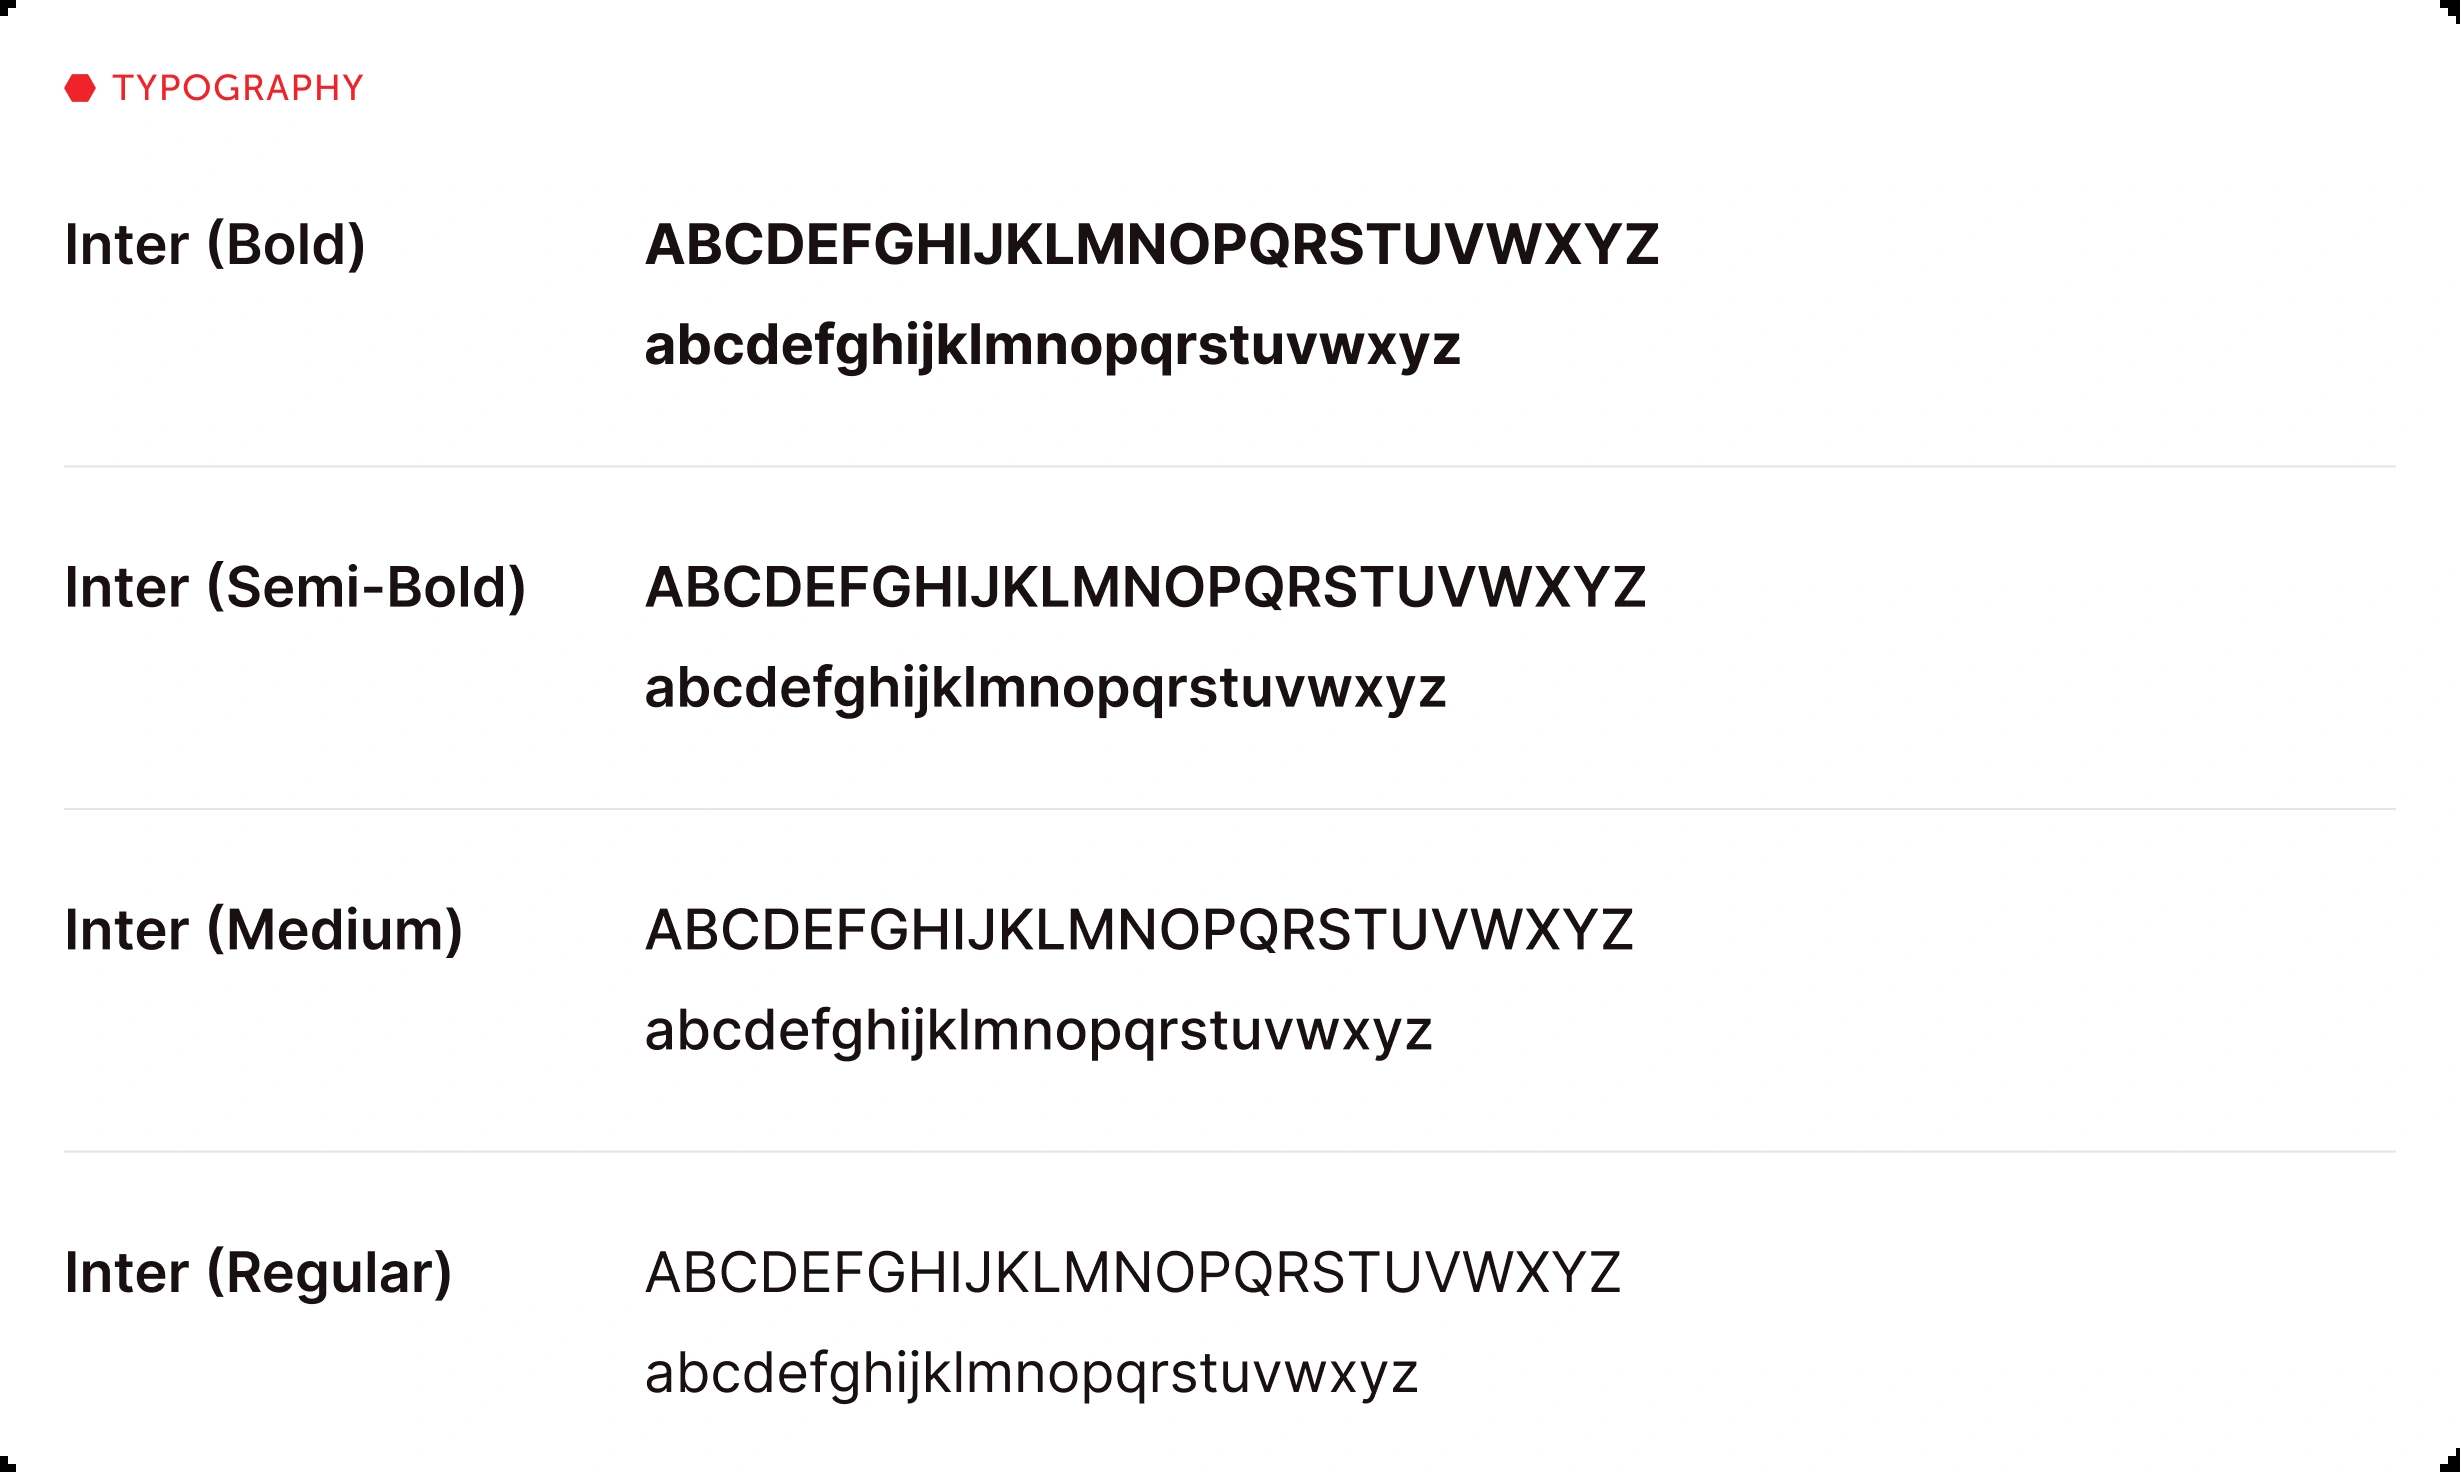 TYPOGRAPHY
Inter (Bold)
ABCDEFGHIJKLMNOPQRSTUVWXYZ
abcdefghijklmnopqrstuvwxyz
Inter (Semi-Bold)
ABCDEFGHIJKLMNOPQRSTUVWXYZ
abcdefghijklmnopqrstuvwxyz
Inter (Medium)
ABCDEFGHIJKLMNOPQRSTUVWXYZ
abcdefghijklmnopqrstuvwxyz
Inter (Regular)
ABCDEFGHIJKLMNOPQRSTUVWXYZ
abcdefghijklmnopqrstuvwxyz